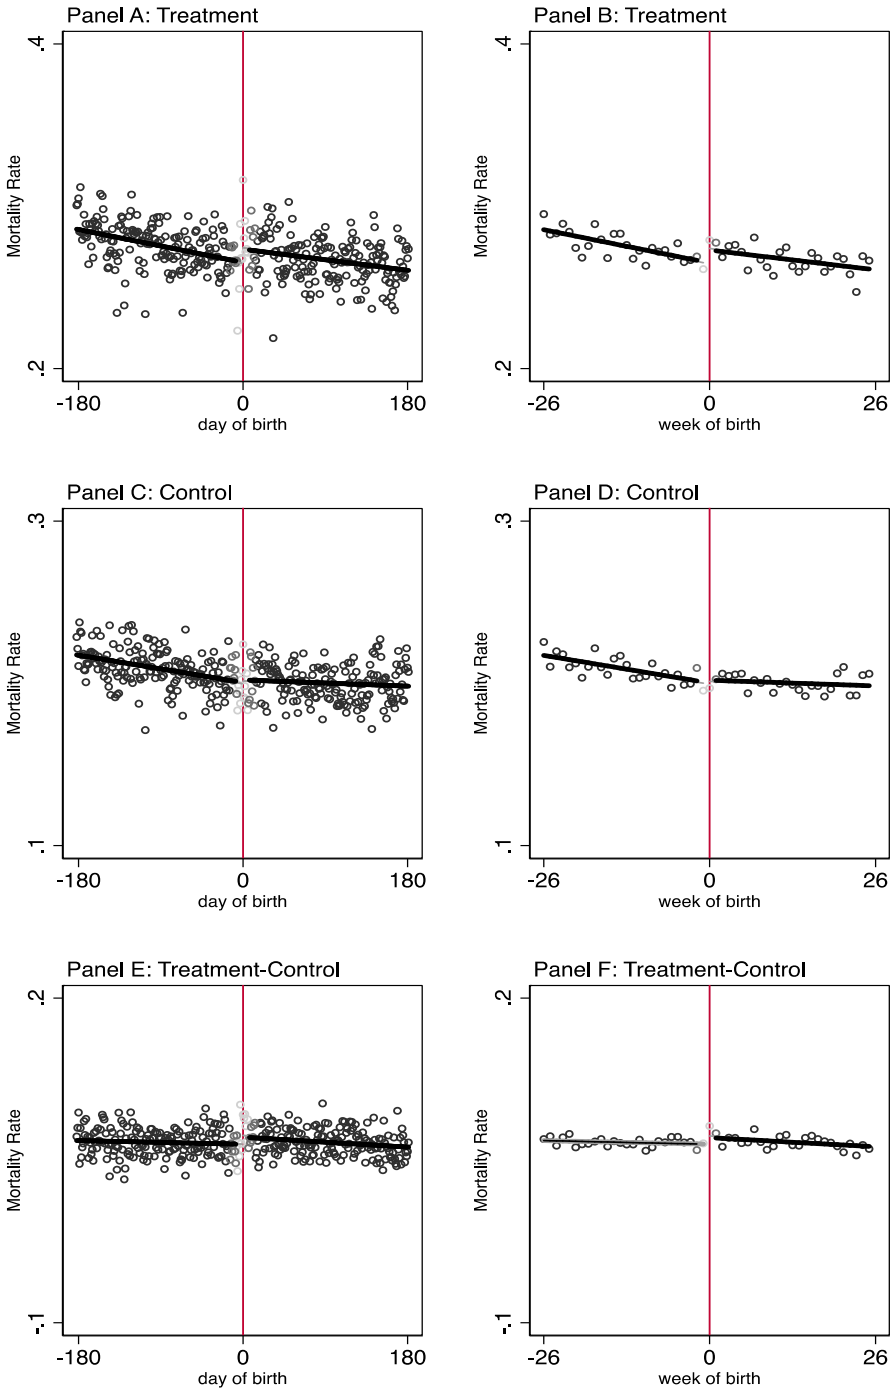 Panel A: Treatment
Mortality Rate
.4
.2
-180
0
180
day of birth
Panel B: Treatment
Mortality Rate
.4
.2
-26
0
26
week of birth
Panel C: Control
Mortality Rate
.3
.1
-180
0
180
day of birth
Panel D: Control
Mortality Rate
.3
.1
-26
0
26
week of birth
Panel E: Treatment-Control
Mortality Rate
.2
-.1
-180
0
180
day of birth
Panel F: Treatment-Control
Mortality Rate
.2
-.1
-26
0
26
week of birth